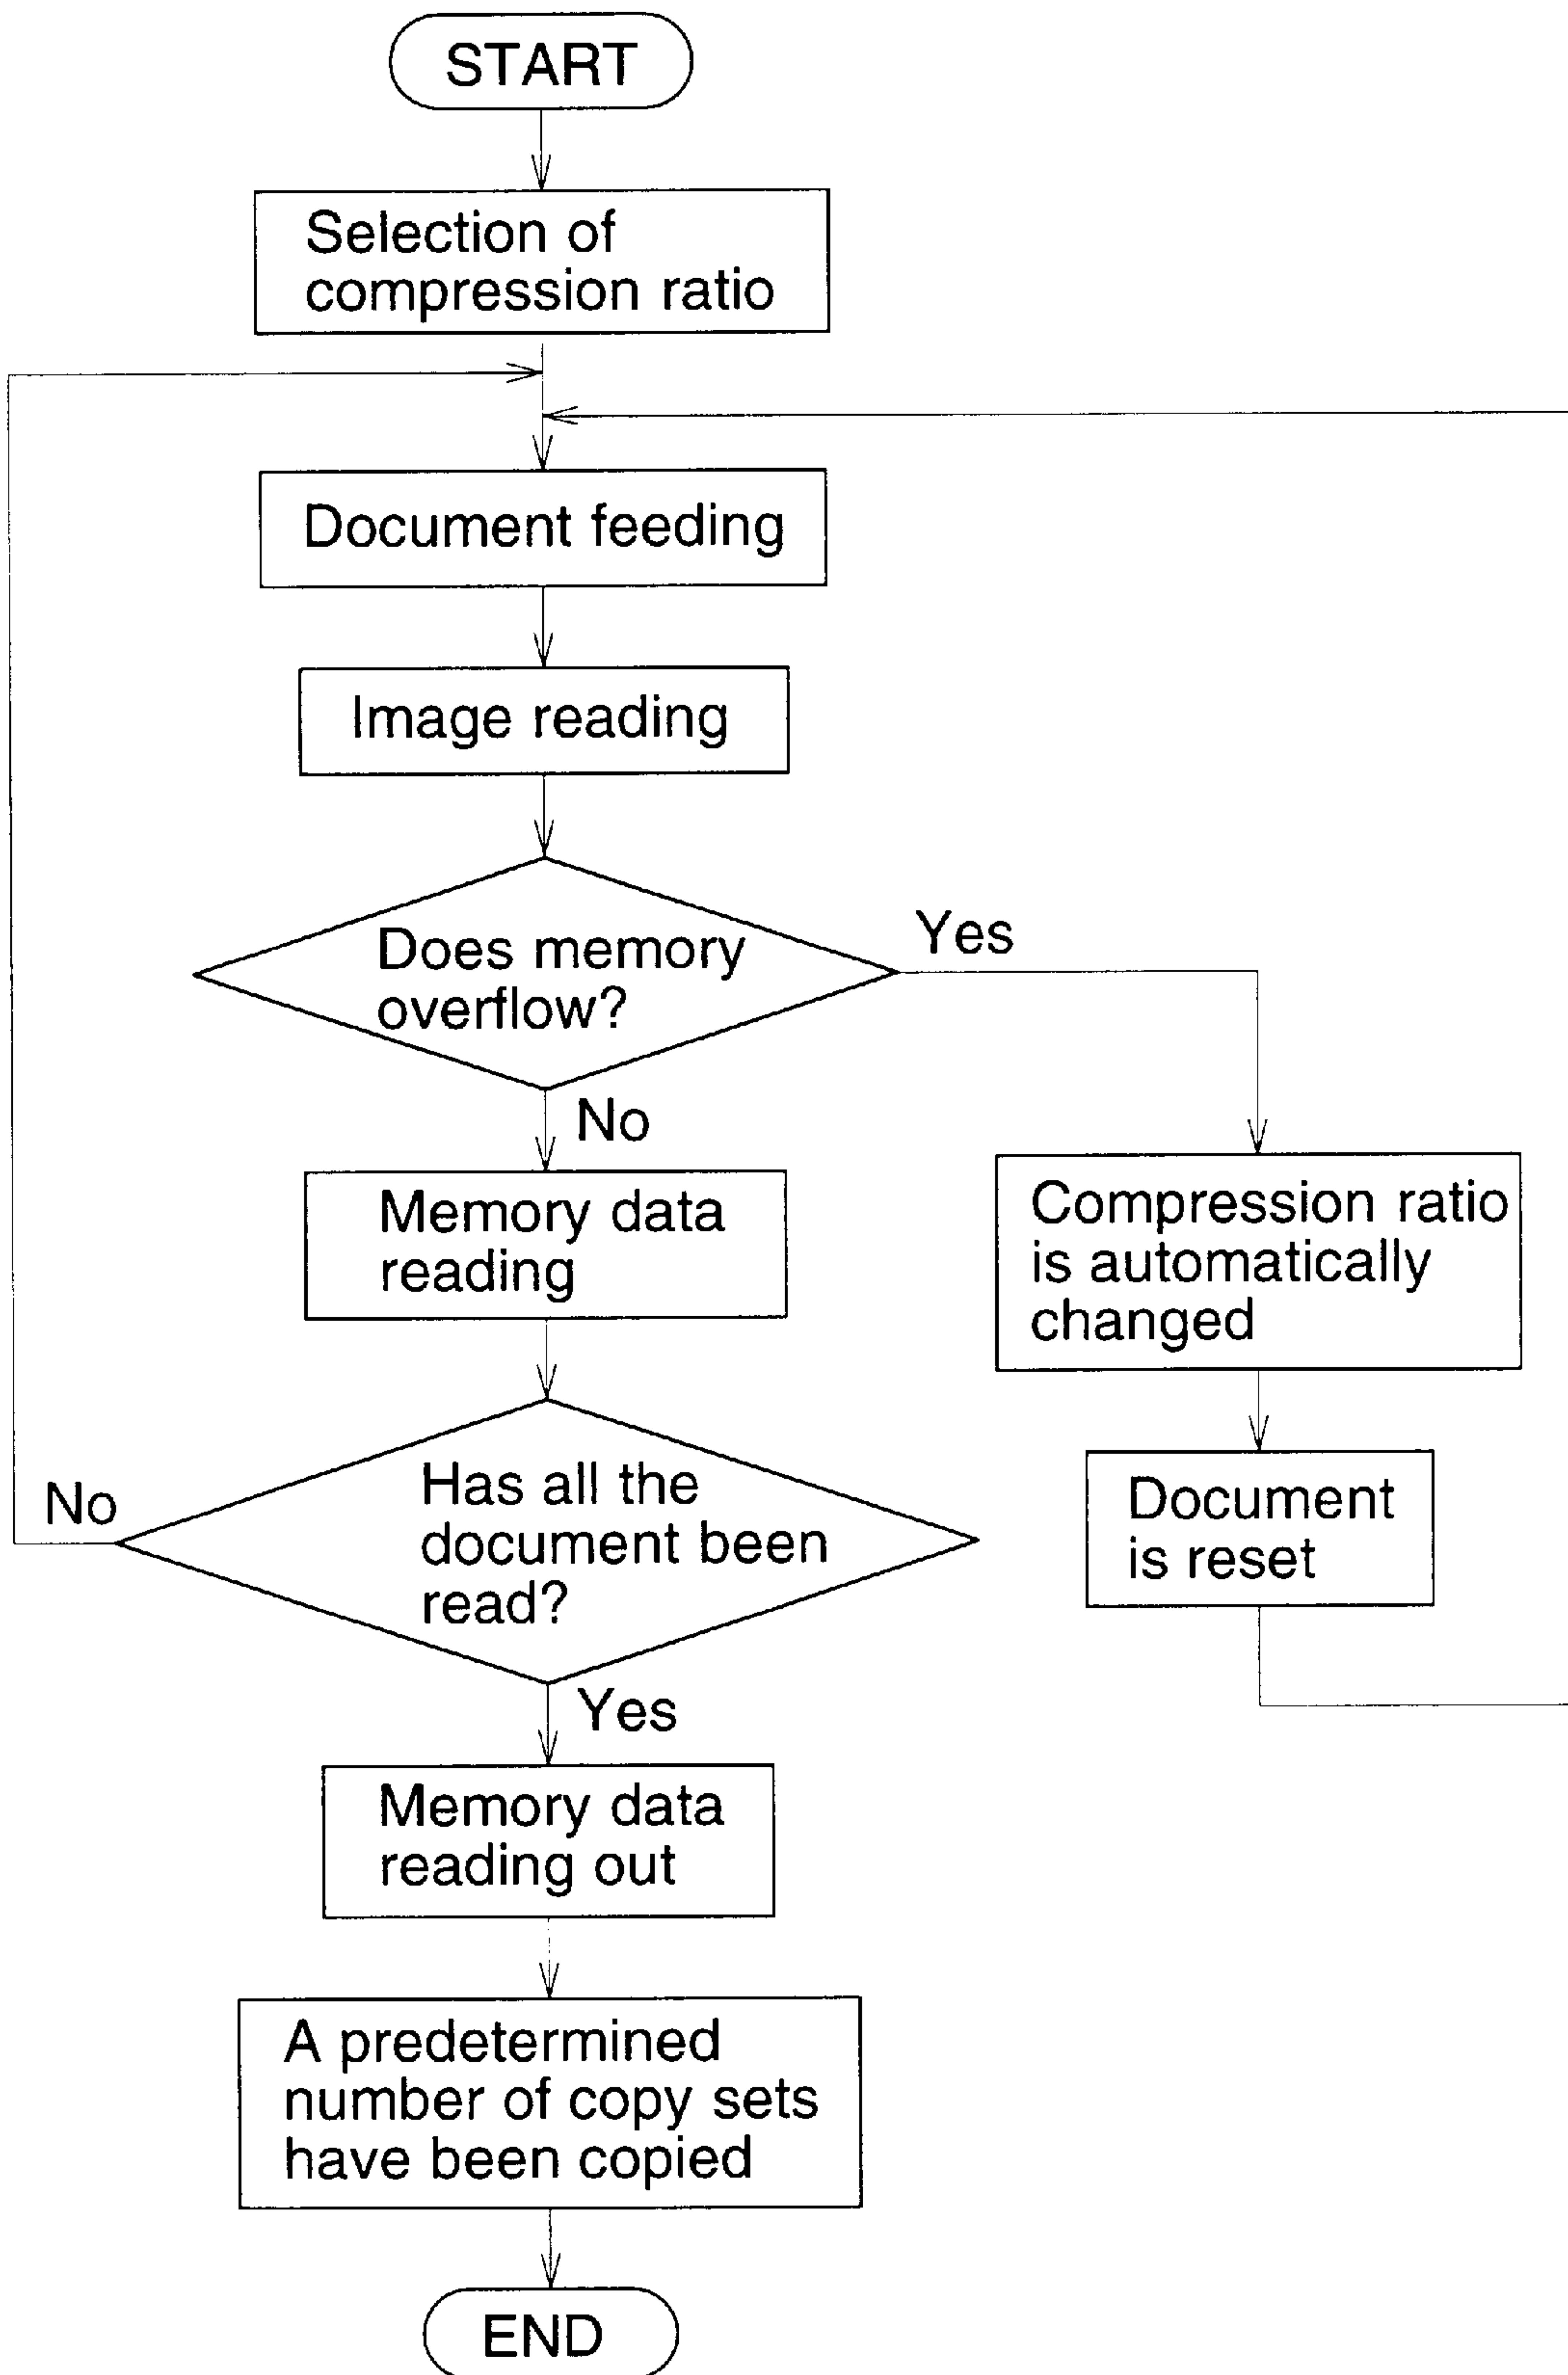 START
Selection of
compression ratio
Document feeding
Image reading
Does memory
overflow?
Yes
No
Memory data
reading
Compression ratio
is automatically
changed
Has all the
document been
read?
No
Document
is reset
Yes
Memory data
reading out
A predetermined
number of copy sets
have been copied
END